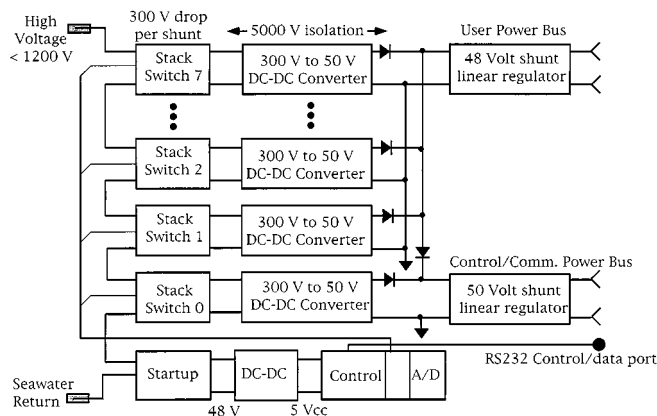 High
Voltage
< 1200 V
300 V drop
per shunt
5000 V isolation
User Power Bus
Stack
Switch 7
300 V to 50 V
DC-DC Converter
48 Volt shunt
linear regulator
Stack
Switch 2
300 V to 50 V
DC-DC Converter
Stack
Switch 1
300 V to 50 V
DC-DC Converter
Control/Comm. Power Bus
Stack
Switch 0
300 V to 50 V
DC-DC Converter
50 Volt shunt
linear regulator
RS232 Control/data port
Seawater
Return
Startup
DC-DC
Control
A/D
48 V
5 Vcc